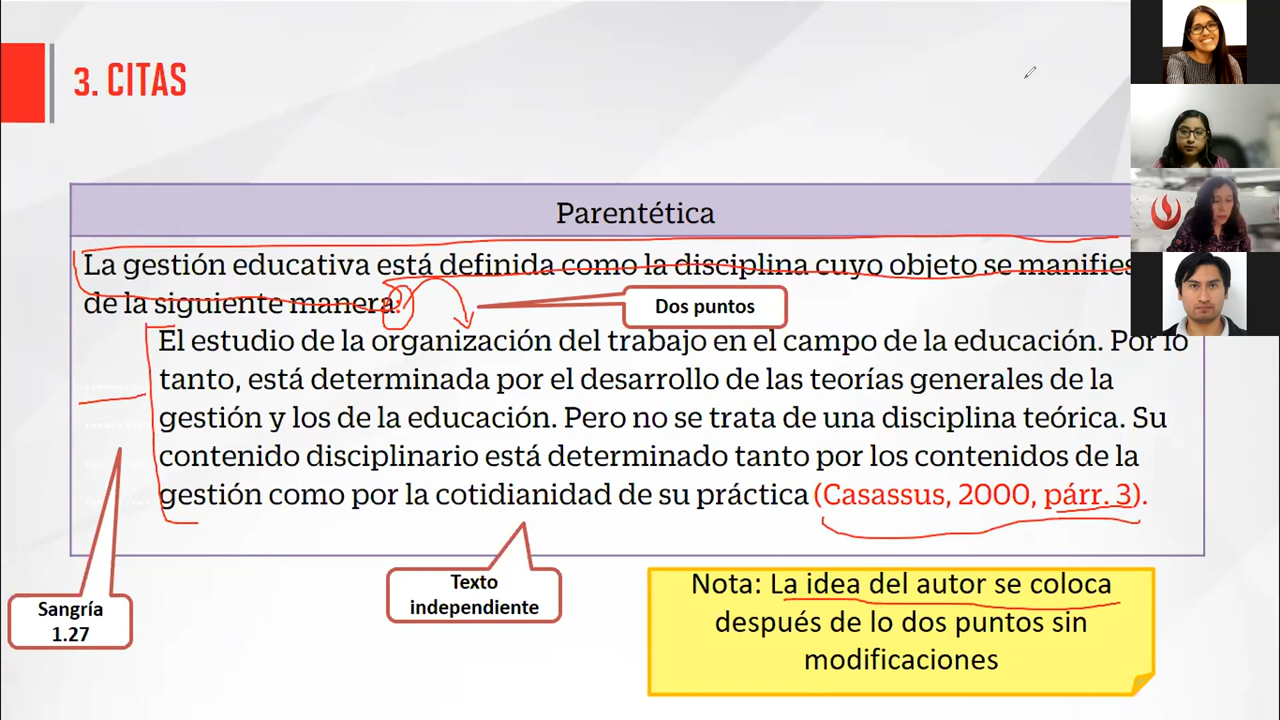 3. CITAS
Parentética
La gestión educativa está definida como la disciplina cuyo objeto se manifies
de la siguiente manera:
Dos puntos
El estudio de la organización del trabajo en el campo de la educación. Por lo
tanto, está determinada por el desarrollo de las teorías generales de la
gestión y los de la educación. Pero no se trata de una disciplina teórica. Su
contenido disciplinario está determinado tanto por los contenidos de la
gestión como por la cotidianidad de su práctica (Casassus, 2000, párr. 3).
Sangría
1.27
Texto
independiente
Nota: La idea del autor se coloca
después de lo dos puntos sin
modificaciones